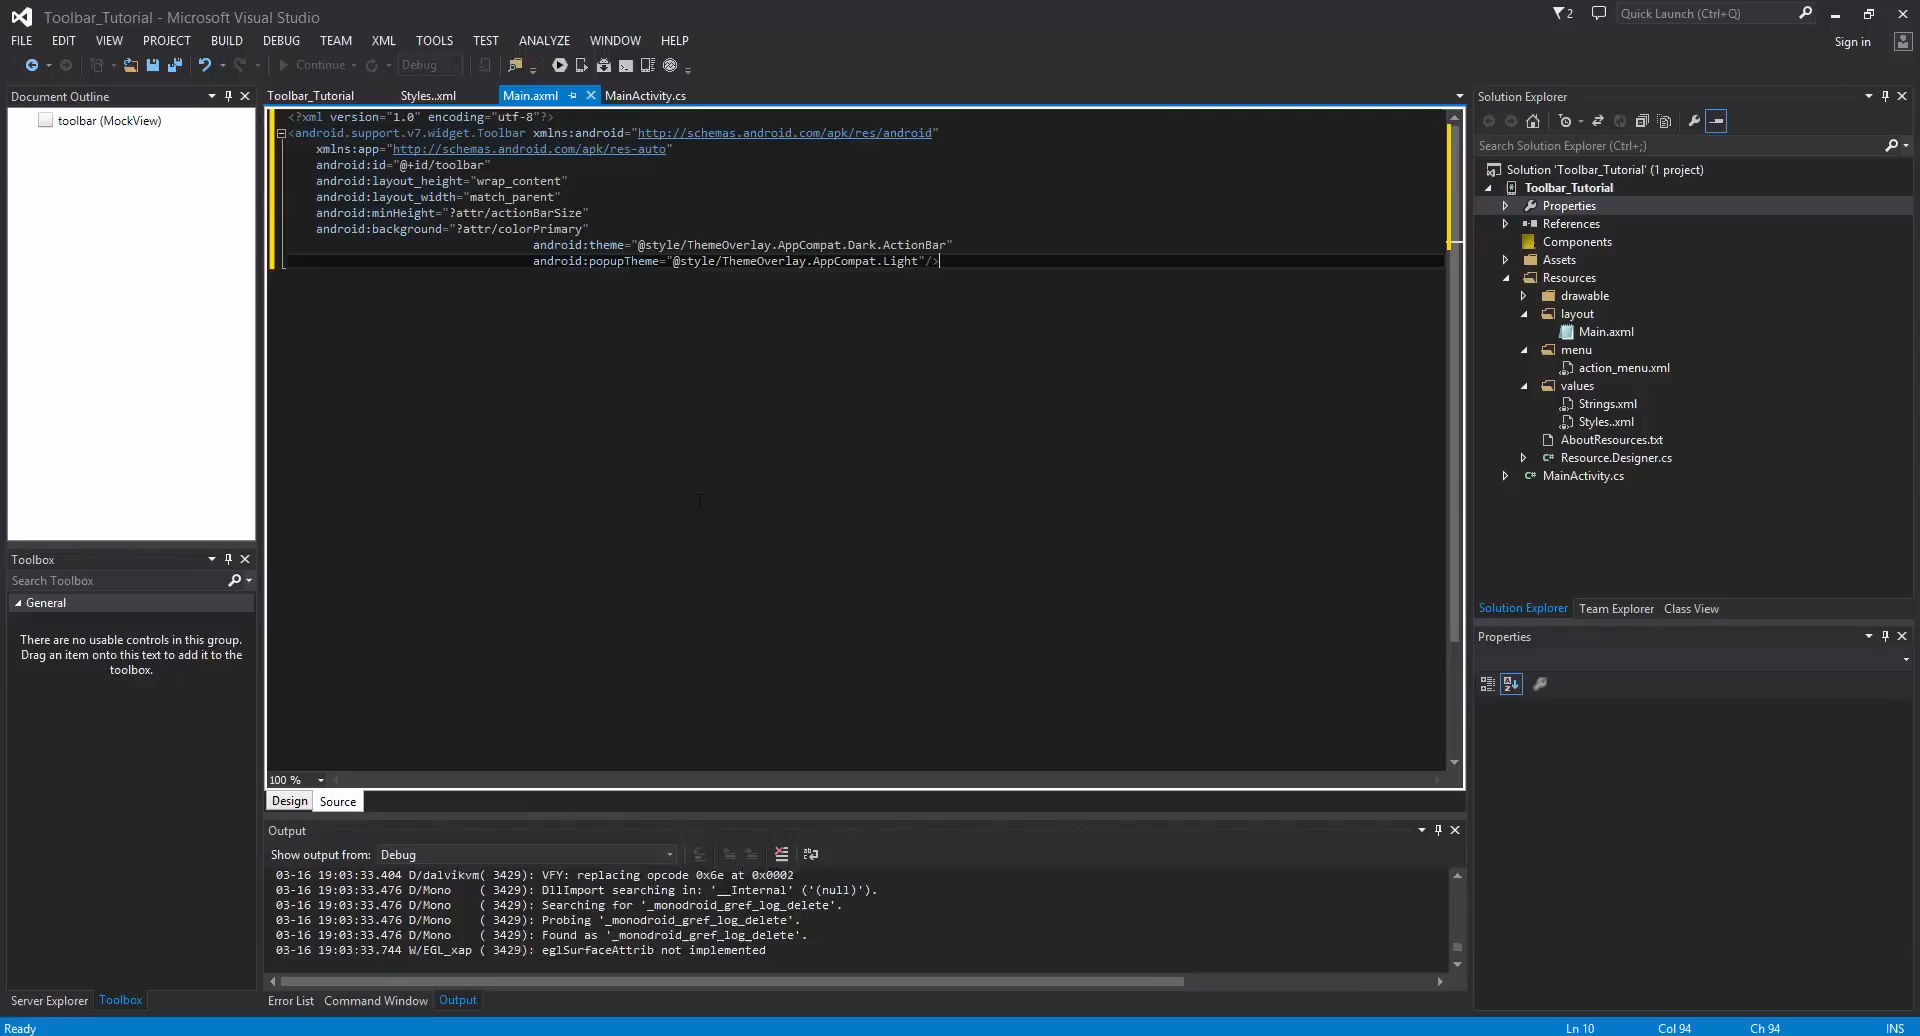 Toolbar_Tutorial - Microsoft Visual Studio
2
Quick Launch (Ctrl+Q)
FILE EDIT VIEW PROJECT BUILD DEBUG TEAM XML TOOLS TEST ANALYZE WINDOW HELP
Sign in
Continue
Debug
Document Outline
toolbar (MockView)
Toolbar_Tutorial Styles..xml Main.axml MainActivity.cs
<?xml version="1.0" encoding="utf-8"?>
<android.support.v7.widget.Toolbar xmlns:android="http://schemas.android.com/apk/res/android"
xmlns:app="http://schemas.android.com/apk/res-auto"
android:id="@+id/toolbar"
android:layout_height="wrap_content"
android:layout_width="match_parent"
android:minHeight="?attr/actionBarSize"
android:background="?attr/colorPrimary"
android:theme="@style/ThemeOverlay.AppCompat.Dark.ActionBar"
android:popupTheme="@style/ThemeOverlay.AppCompat.Light"/>
100 %
Design Source
Toolbox
Search Toolbox
General
There are no usable controls in this group.
Drag an item onto this text to add it to the
toolbox.
Server Explorer Toolbox
Output
Show output from: Debug
03-16 19:03:33.404 D/dalvikvm( 3429): VFY: replacing opcode 0x6e at 0x0002
03-16 19:03:33.476 D/Mono ( 3429): DllImport searching in: '__Internal' ('(null)').
03-16 19:03:33.476 D/Mono ( 3429): Searching for '_monodroid_gref_log_delete'.
03-16 19:03:33.476 D/Mono ( 3429): Probing '_monodroid_gref_log_delete'.
03-16 19:03:33.476 D/Mono ( 3429): Found as '_monodroid_gref_log_delete'.
03-16 19:03:33.744 W/EGL_xap ( 3429): eglSurfaceAttrib not implemented
Error List Command Window Output
Solution Explorer
Search Solution Explorer (Ctrl+;)
Solution 'Toolbar_Tutorial' (1 project)
Toolbar_Tutorial
Properties
References
Components
Assets
Resources
drawable
layout
Main.axml
menu
action_menu.xml
values
Strings.xml
Styles..xml
AboutResources.txt
C# Resource.Designer.cs
C# MainActivity.cs
Solution Explorer Team Explorer Class View
Properties
Ready
Ln 10 Col 94 Ch 94 INS